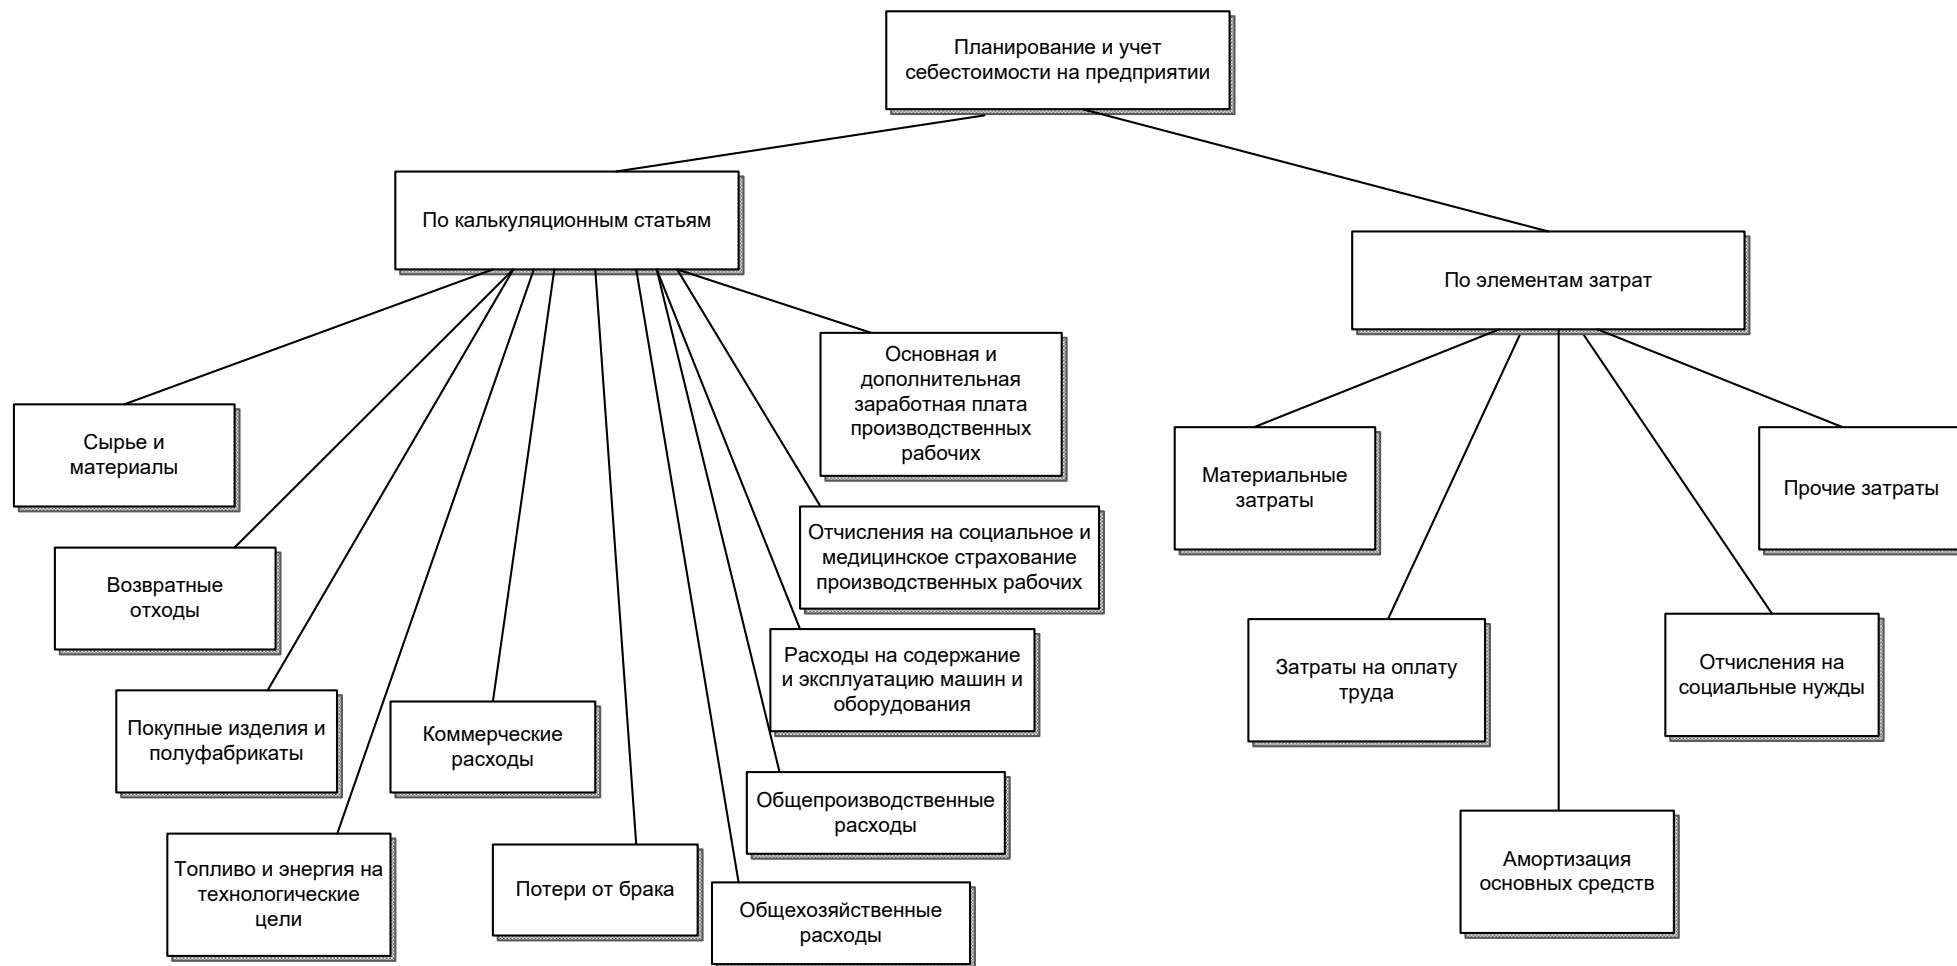 Планирование и учет
себестоимости на предприятии
По калькуляционным статьям
По элементам затрат
Основная и
дополнительная
заработная плата
производственных
рабочих
Сырье и
материалы
Материальные
затраты
Прочие затраты
Отчисления на социальное и
медицинское страхование
производственных рабочих
Возвратные
отходы
Расходы на содержание
и эксплуатацию машин и
оборудования
Затраты на оплату
труда
Отчисления на
социальные нужды
Покупные изделия и
полуфабрикаты
Коммерческие
расходы
Общепроизводственные
расходы
Топливо и энергия на
технологические
цели
Потери от брака
Общехозяйственные
расходы
Амортизация
основных средств